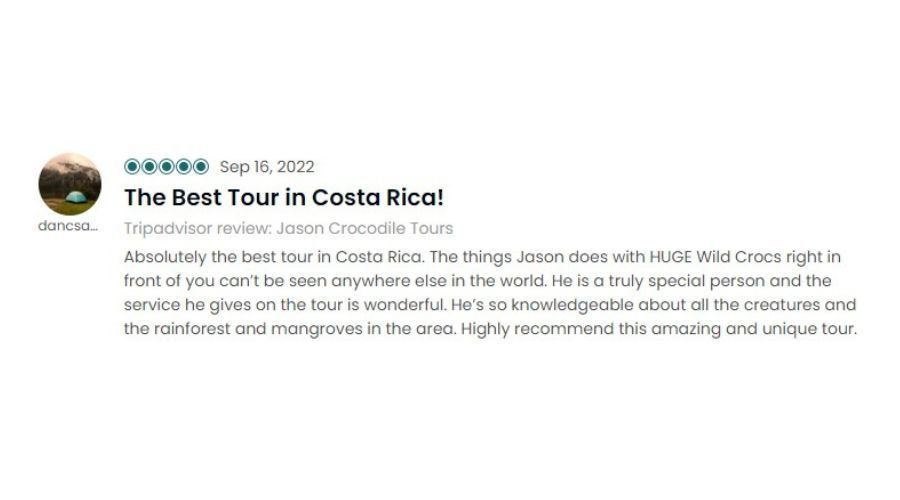 Sep 16, 2022
The Best Tour in Costa Rica!
dancsa...
Tripadvisor review: Jason Crocodile Tours
Absolutely the best tour in Costa Rica. The things Jason does with HUGE Wild Crocs right in
front of you can’t be seen anywhere else in the world. He is a truly special person and the
service he gives on the tour is wonderful. He’s so knowledgeable about all the creatures and
the rainforest and mangroves in the area. Highly recommend this amazing and unique tour.